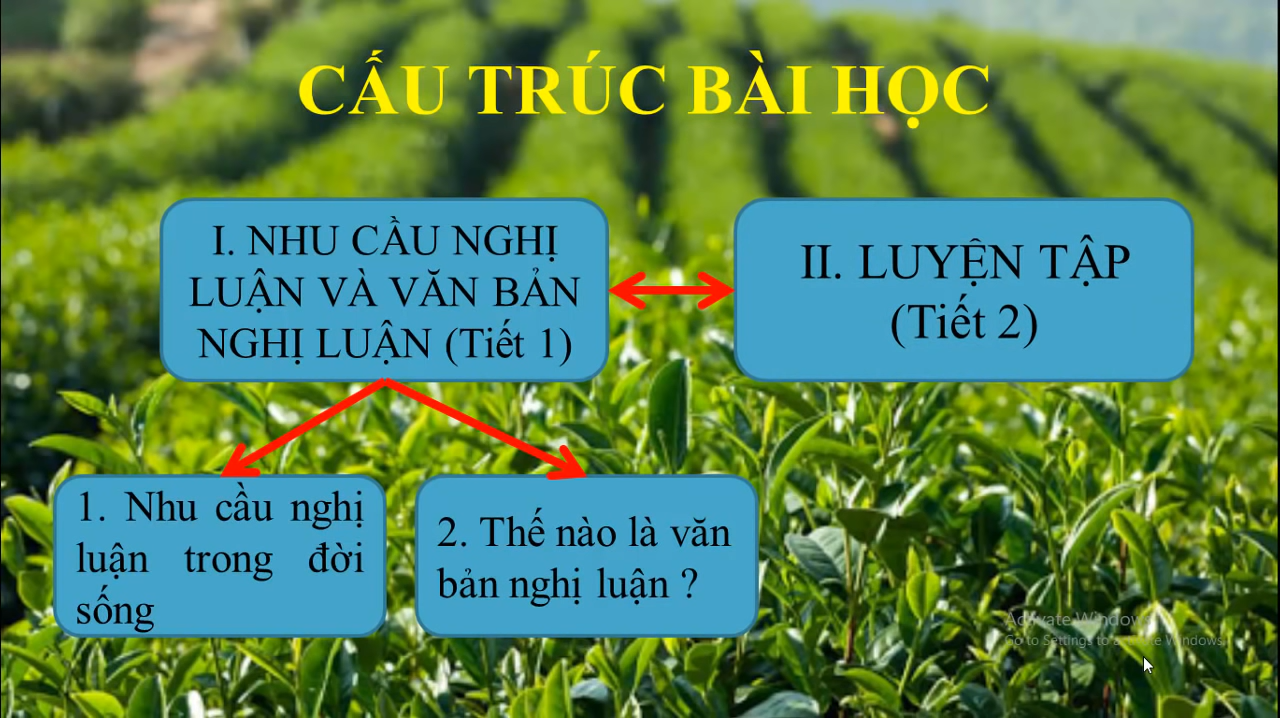 CẤU TRÚC BÀI HỌC
I. NHU CẦU NGHỊ
LUẬN VÀ VĂN BẢN
NGHỊ LUẬN (Tiết 1)
II. LUYỆN TẬP
(Tiết 2)
1. Nhu cầu nghị
luận trong đời
sống
2. Thế nào là văn
bản nghị luận ?
Activate Windows
Go to Settings to activate Windows.